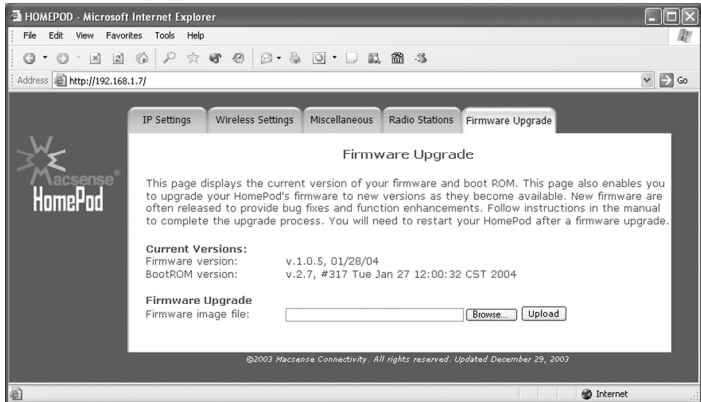 HOMEPOD - Microsoft Internet Explorer
File Edit View Favorites Tools Help
Address http://192.168.1.7/ Go
IP Settings Wireless Settings Miscellaneous Radio Stations Firmware Upgrade
Macsense®
HomePod
Firmware Upgrade
This page displays the current version of your firmware and boot ROM. This page also enables you
to upgrade your HomePod's firmware to new versions as they become available. New firmware are
often released to provide bug fixes and function enhancements. Follow instructions in the manual
to complete the upgrade process. You will need to restart your HomePod after a firmware upgrade.
Current Versions:
Firmware version: v.1.0.5, 01/28/04
BootROM version: v.2.7, #317 Tue Jan 27 12:00:32 CST 2004
Firmware Upgrade
Firmware image file: Browse... Upload
©2003 Macsense Connectivity. All rights reserved. Updated December 29, 2003
Internet